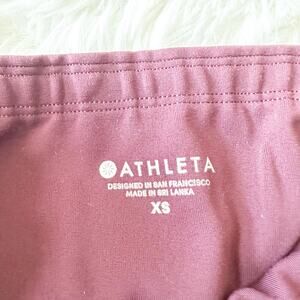 ATHLETA
DESIGNED IN SAN FRANCISCO
MADE IN SRI LANKA
XS